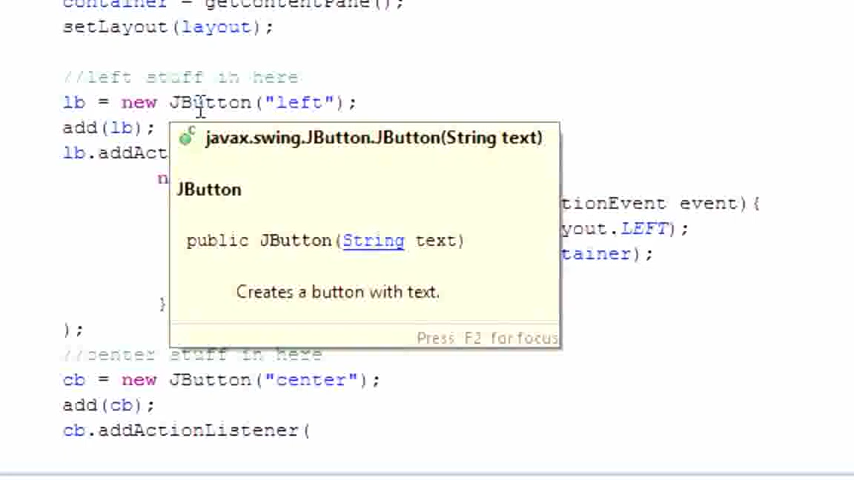 container = getContentPane();
setLayout(layout);
//left stuff in here
lb = new JButton("left");
add(lb);
lb.addAct
n
tionEvent event){
yout.LEFT);
tainer);
}
);
javax.swing.JButton.JButton(String text)
JButton
public JButton(String text)
Creates a button with text.
Press F2 for focus
//center stuff in here
cb = new JButton("center");
add(cb);
cb.addActionListener(